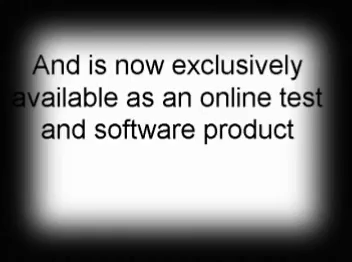 And is now exclusively
available as an online test
and software product